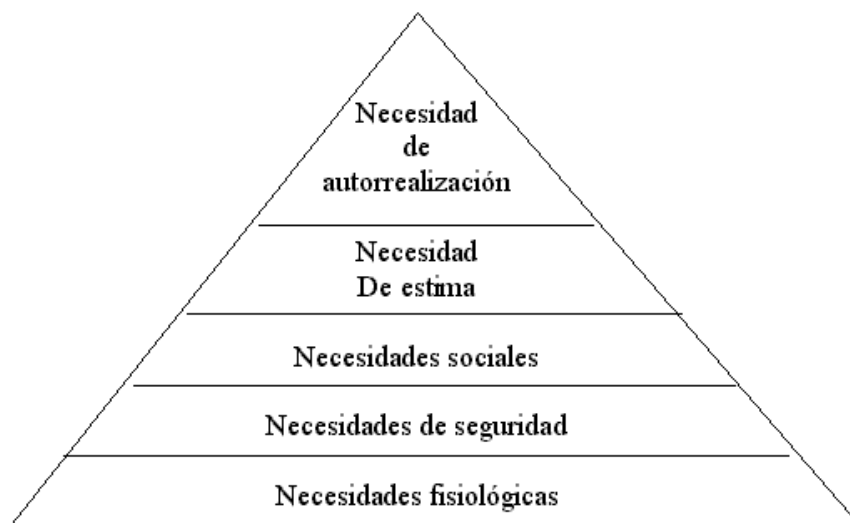 Necesidad
de
autorrealización
Necesidad
De estima
Necesidades sociales
Necesidades de seguridad
Necesidades fisiológicas